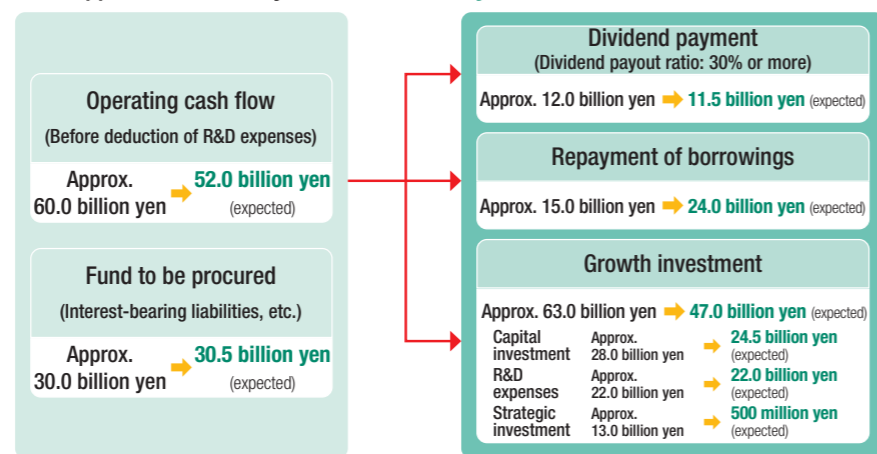 Operating cash flow
(Before deduction of R&D expenses)
Approx.
60.0 billion yen
52.0 billion yen
(expected)
Fund to be procured
(Interest-bearing liabilities, etc.)
Approx.
30.0 billion yen
30.5 billion yen
(expected)
Dividend payment
(Dividend payout ratio: 30% or more)
Approx. 12.0 billion yen 11.5 billion yen (expected)
Repayment of borrowings
Approx. 15.0 billion yen 24.0 billion yen (expected)
Growth investment
Approx. 63.0 billion yen 47.0 billion yen (expected)
Capital
investment
Approx.
28.0 billion yen
24.5 billion yen
(expected)
R&D
expenses
Approx.
22.0 billion yen
22.0 billion yen
(expected)
Strategic
investment
Approx.
13.0 billion yen
500 million yen
(expected)